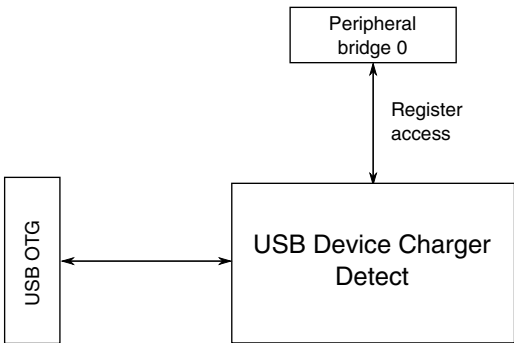 Peripheral
bridge 0
Register
access
USB OTG
USB Device Charger
Detect